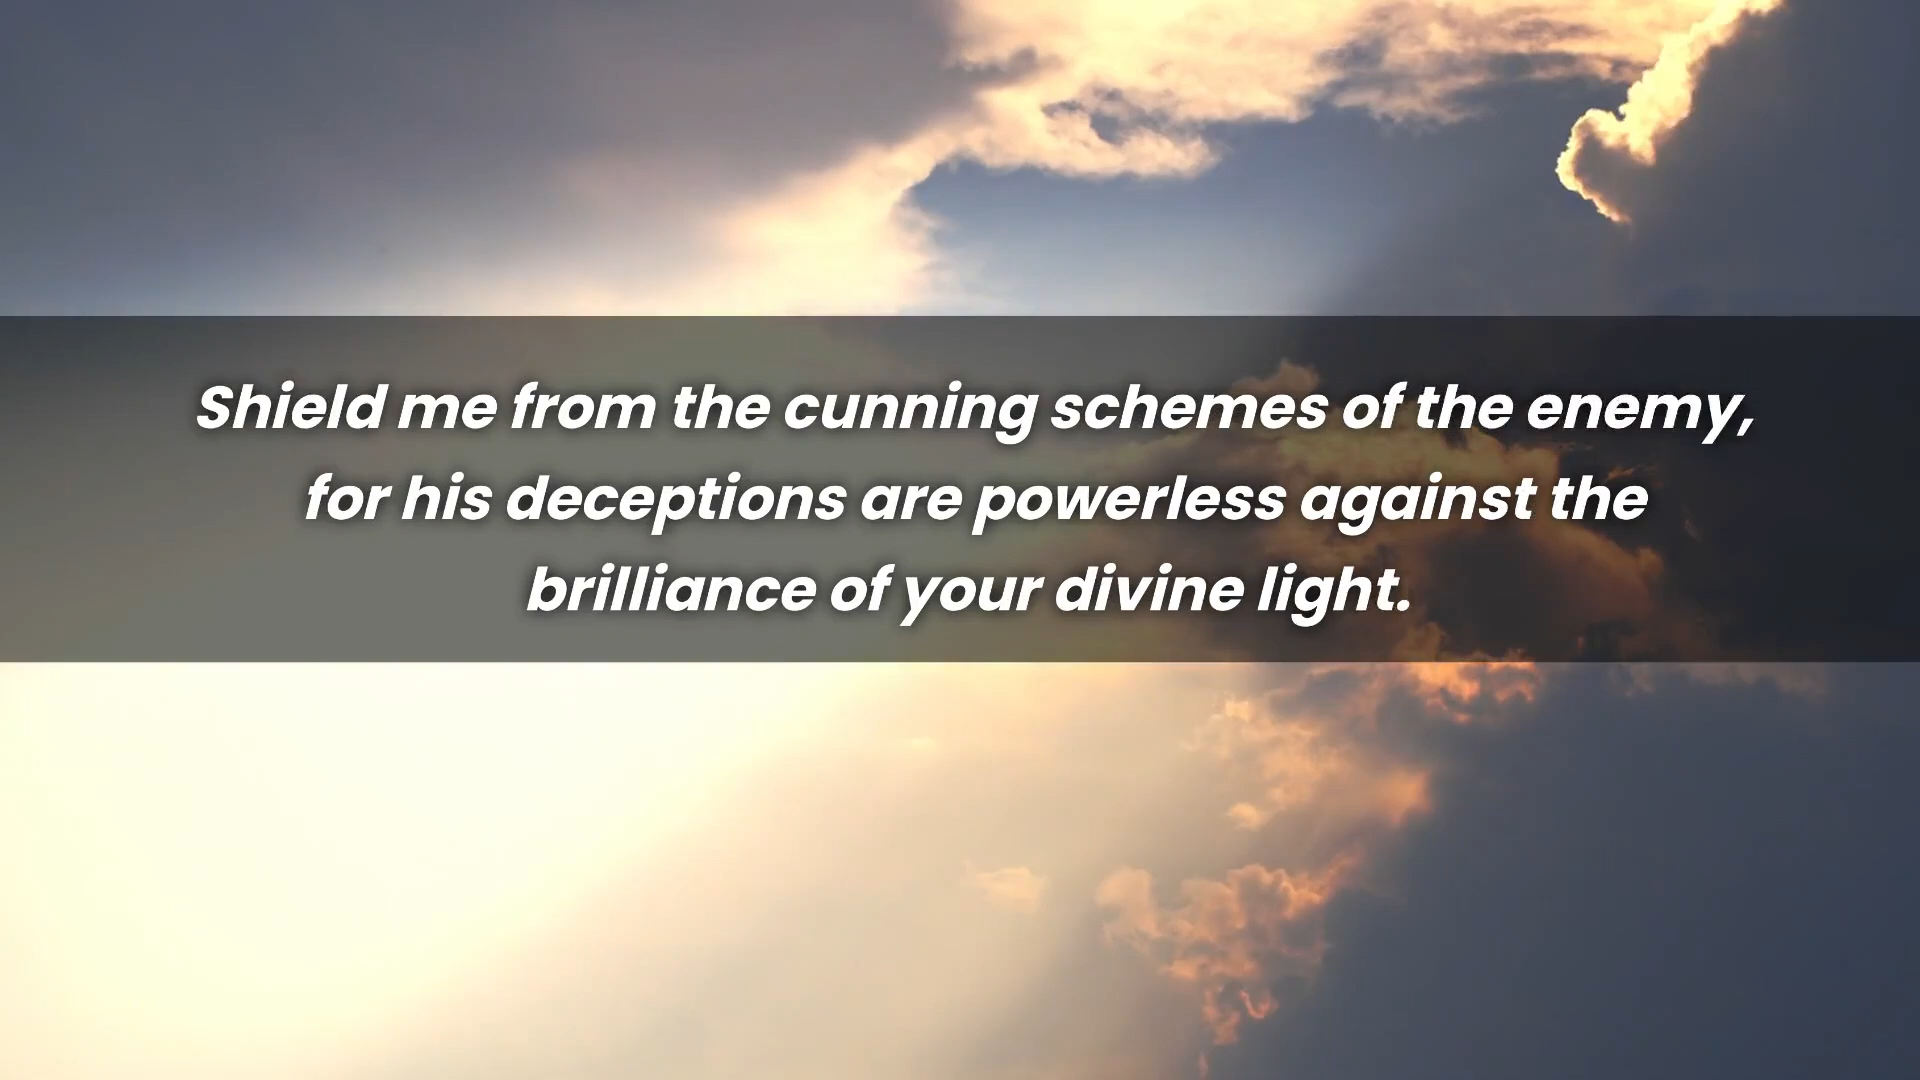 Shield me from the cunning schemes of the enemy,
for his deceptions are powerless against the
brilliance of your divine light.